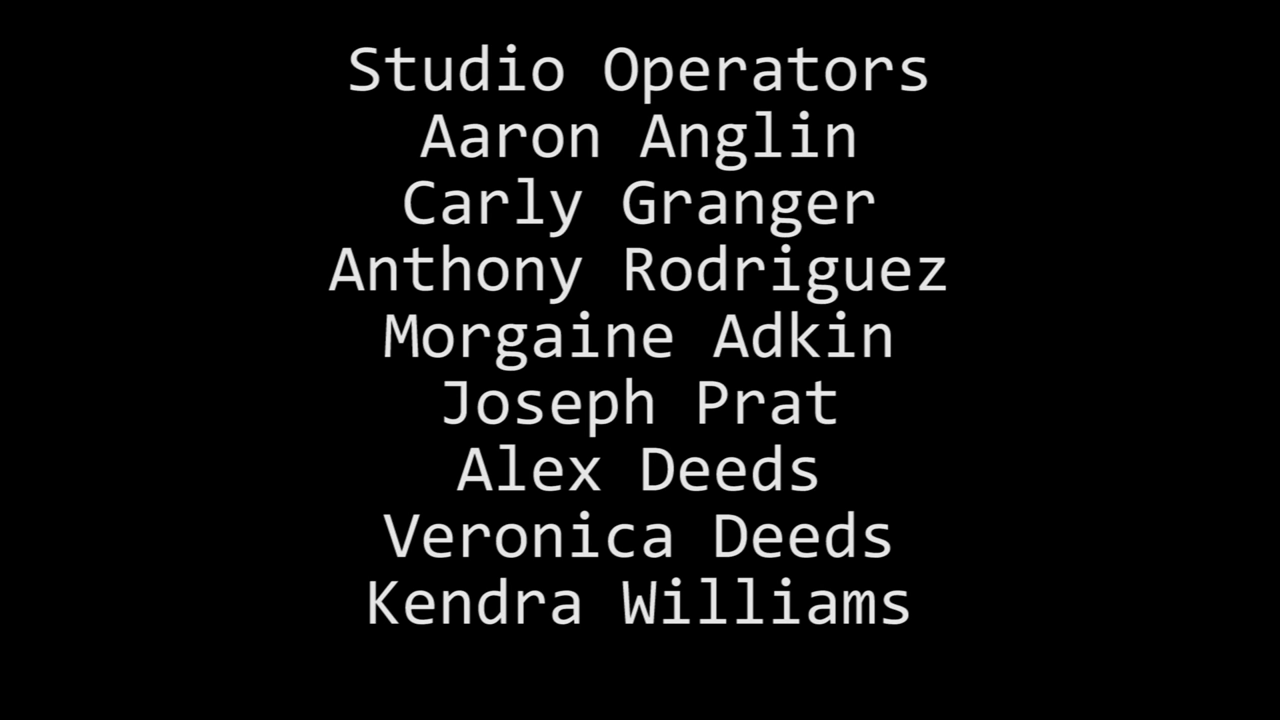 Studio Operators
Aaron Anglin
Carly Granger
Anthony Rodriguez
Morgaine Adkin
Joseph Prat
Alex Deeds
Veronica Deeds
Kendra Williams